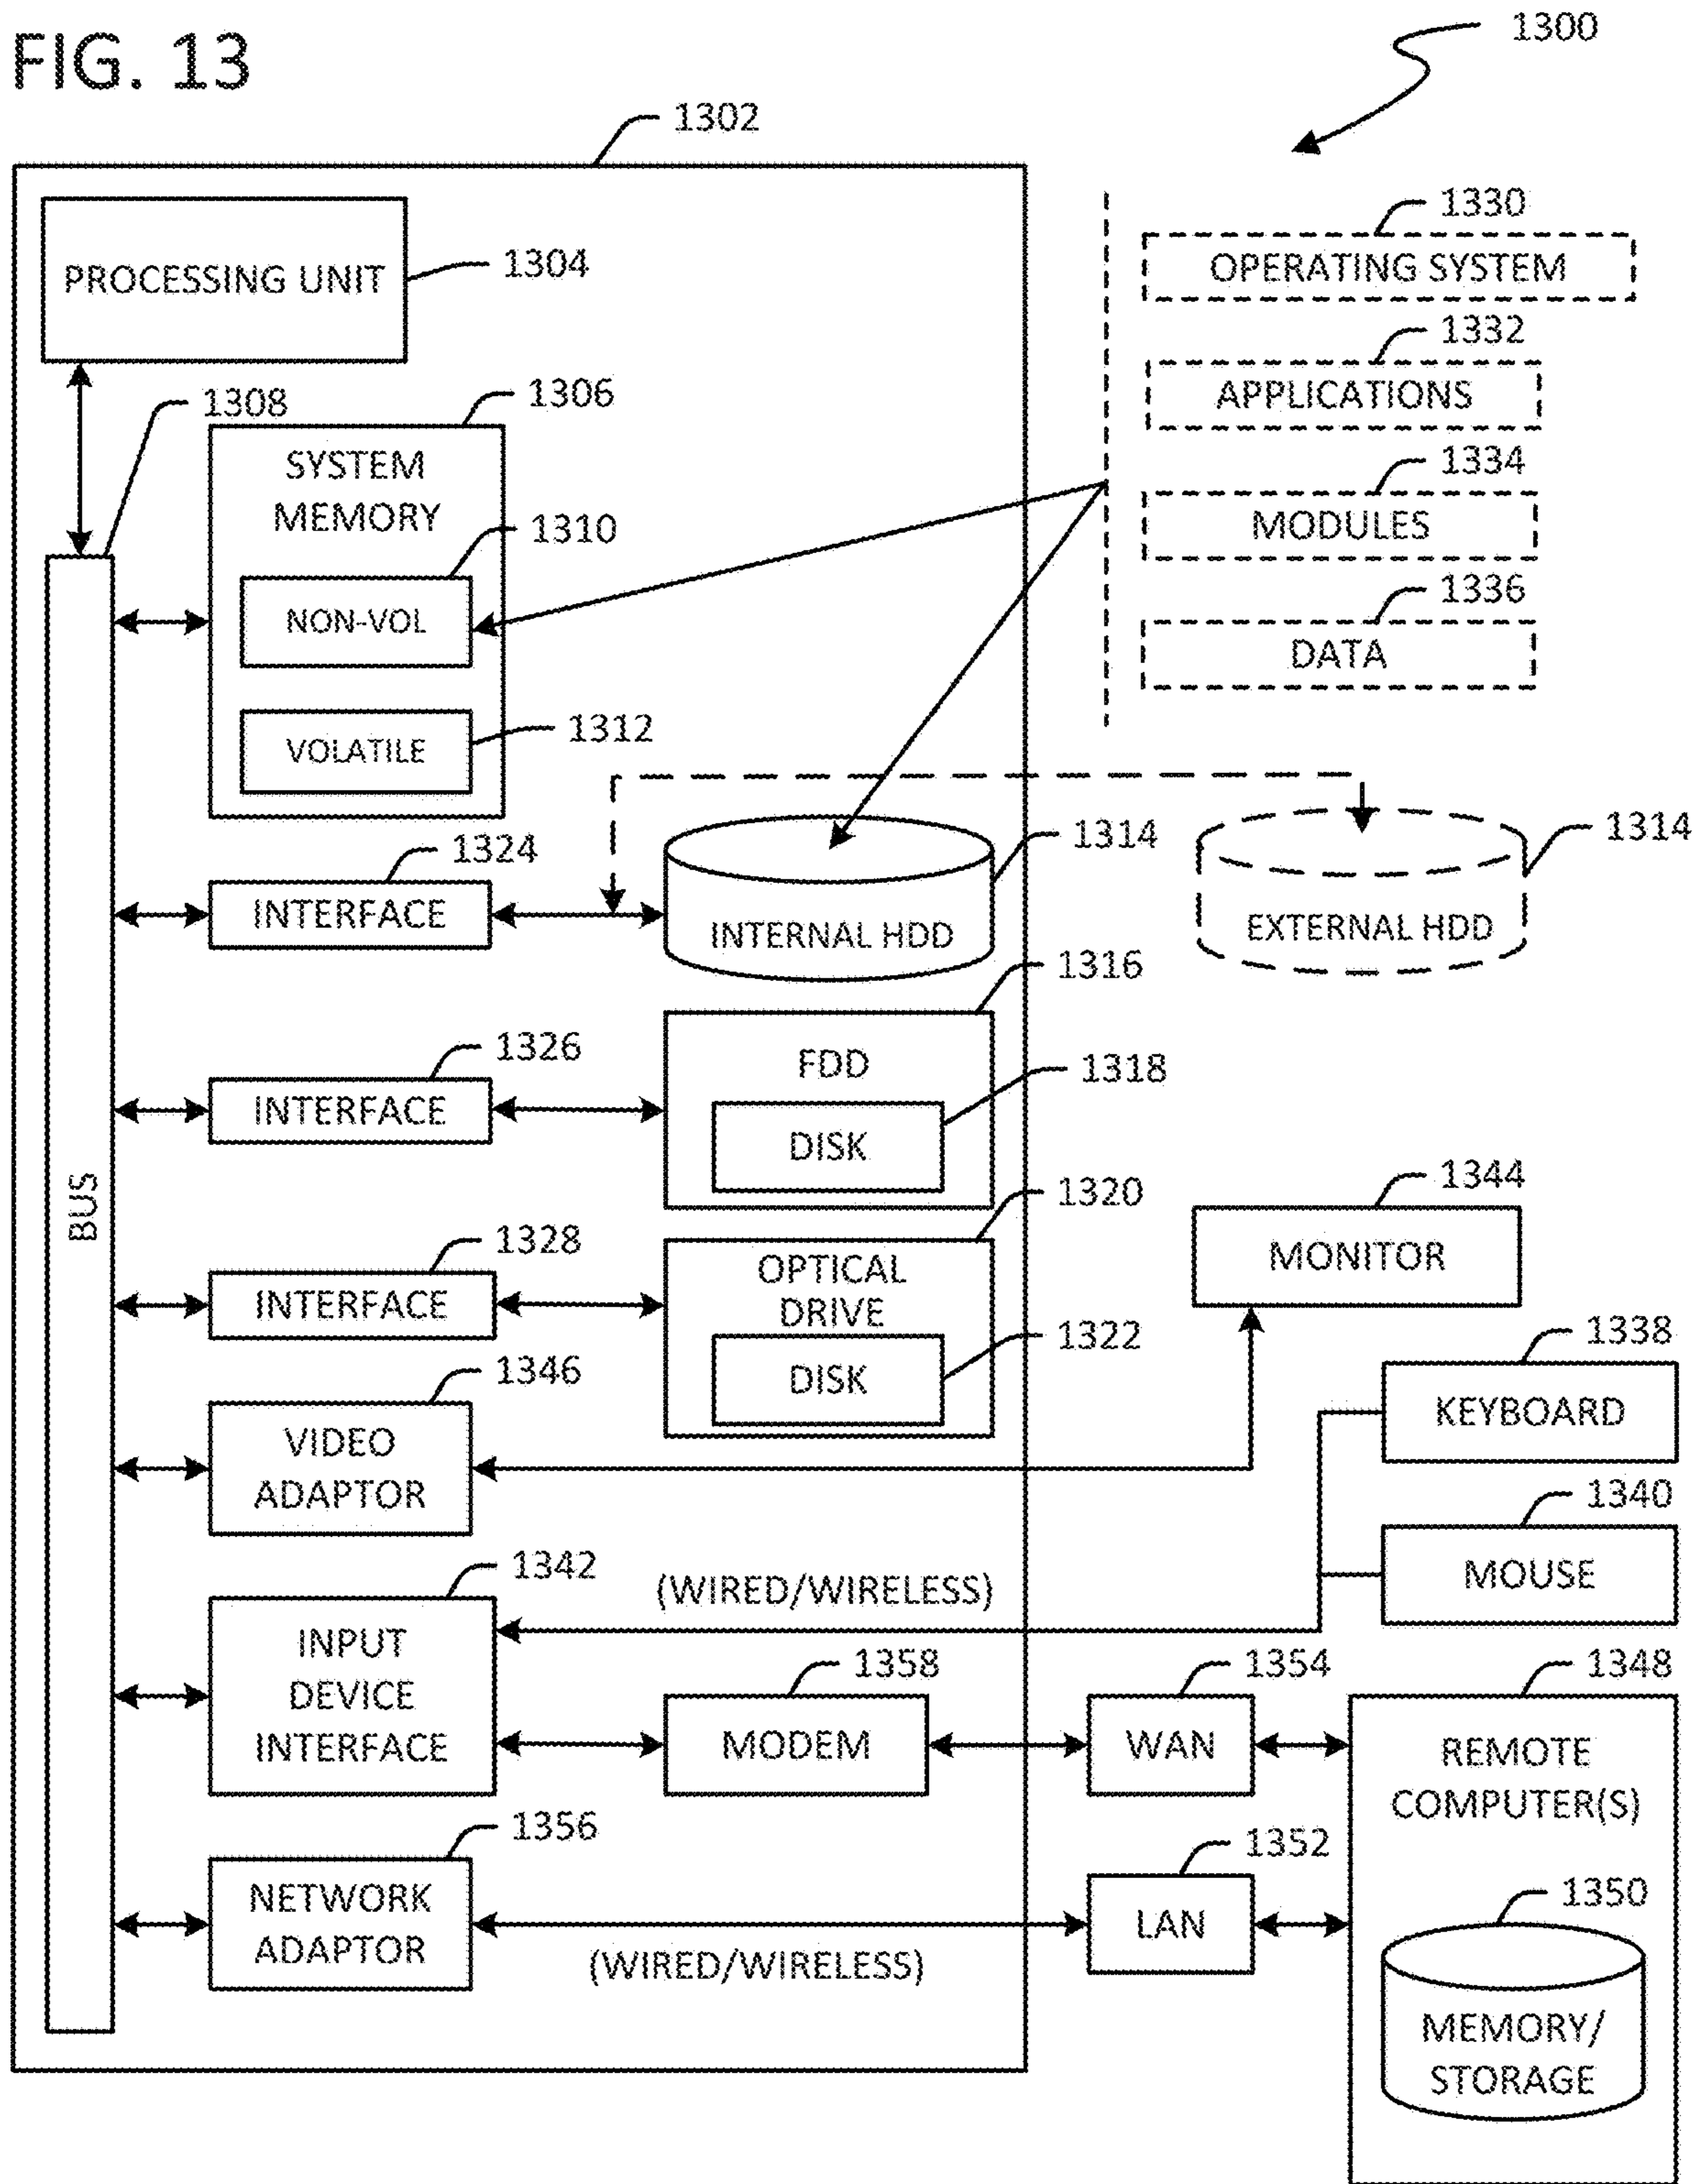 FIG. 13
1300
1302
PROCESSING UNIT
1304
1330
OPERATING SYSTEM
1332
APPLICATIONS
1334
MODULES
1336
DATA
1308
1306
SYSTEM
MEMORY
1310
NON-VOL
1312
VOLATILE
1324
INTERFACE
1314
INTERNAL HDD
1314
EXTERNAL HDD
1316
FDD
1326
INTERFACE
1318
DISK
BUS
1320
OPTICAL
DRIVE
1328
INTERFACE
1322
DISK
1344
MONITOR
1346
VIDEO
ADAPTOR
1338
KEYBOARD
1340
MOUSE
1342
INPUT
DEVICE
INTERFACE
(WIRED/WIRELESS)
1358
MODEM
1354
WAN
1348
REMOTE
COMPUTER(S)
1356
NETWORK
ADAPTOR
(WIRED/WIRELESS)
1352
LAN
1350
MEMORY/
STORAGE